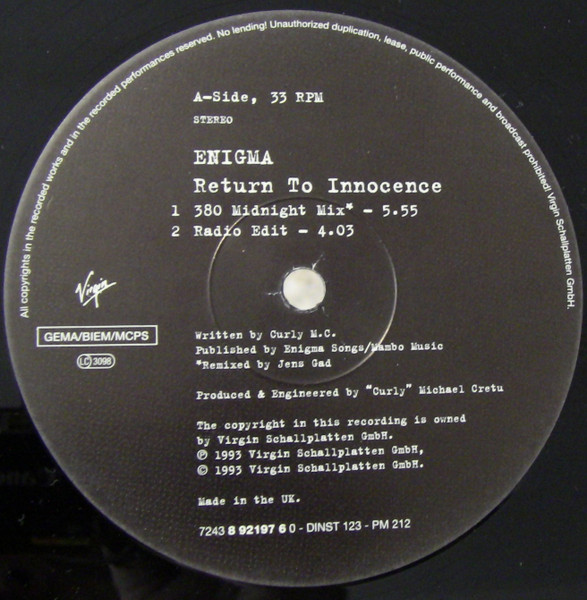 All copyrights in the recorded works and in the recorded performances reserved. No lending! Unauthorized duplication, lease, public performance and broadcast prohibited! Virgin Schallplatten GmbH.
A-Side, 33 RPM
STEREO
ENIGMA
Return To Innocence
1 380 Midnight Mix* - 5.55
2 Radio Edit - 4.03
Virgin
GEMA/BIEM/MCPS
LC 3098
Written by Curly M.C.
Published by Enigma Songs/Mambo Music
*Remixed by Jens Gad
Produced & Engineered by "Curly" Michael Cretu
The copyright in this recording is owned
by Virgin Schallplatten GmbH.
℗ 1993 Virgin Schallplatten GmbH,
© 1993 Virgin Schallplatten GmbH.
Made in the UK.
7243 8 92197 6 0 - DINST 123 - PM 212